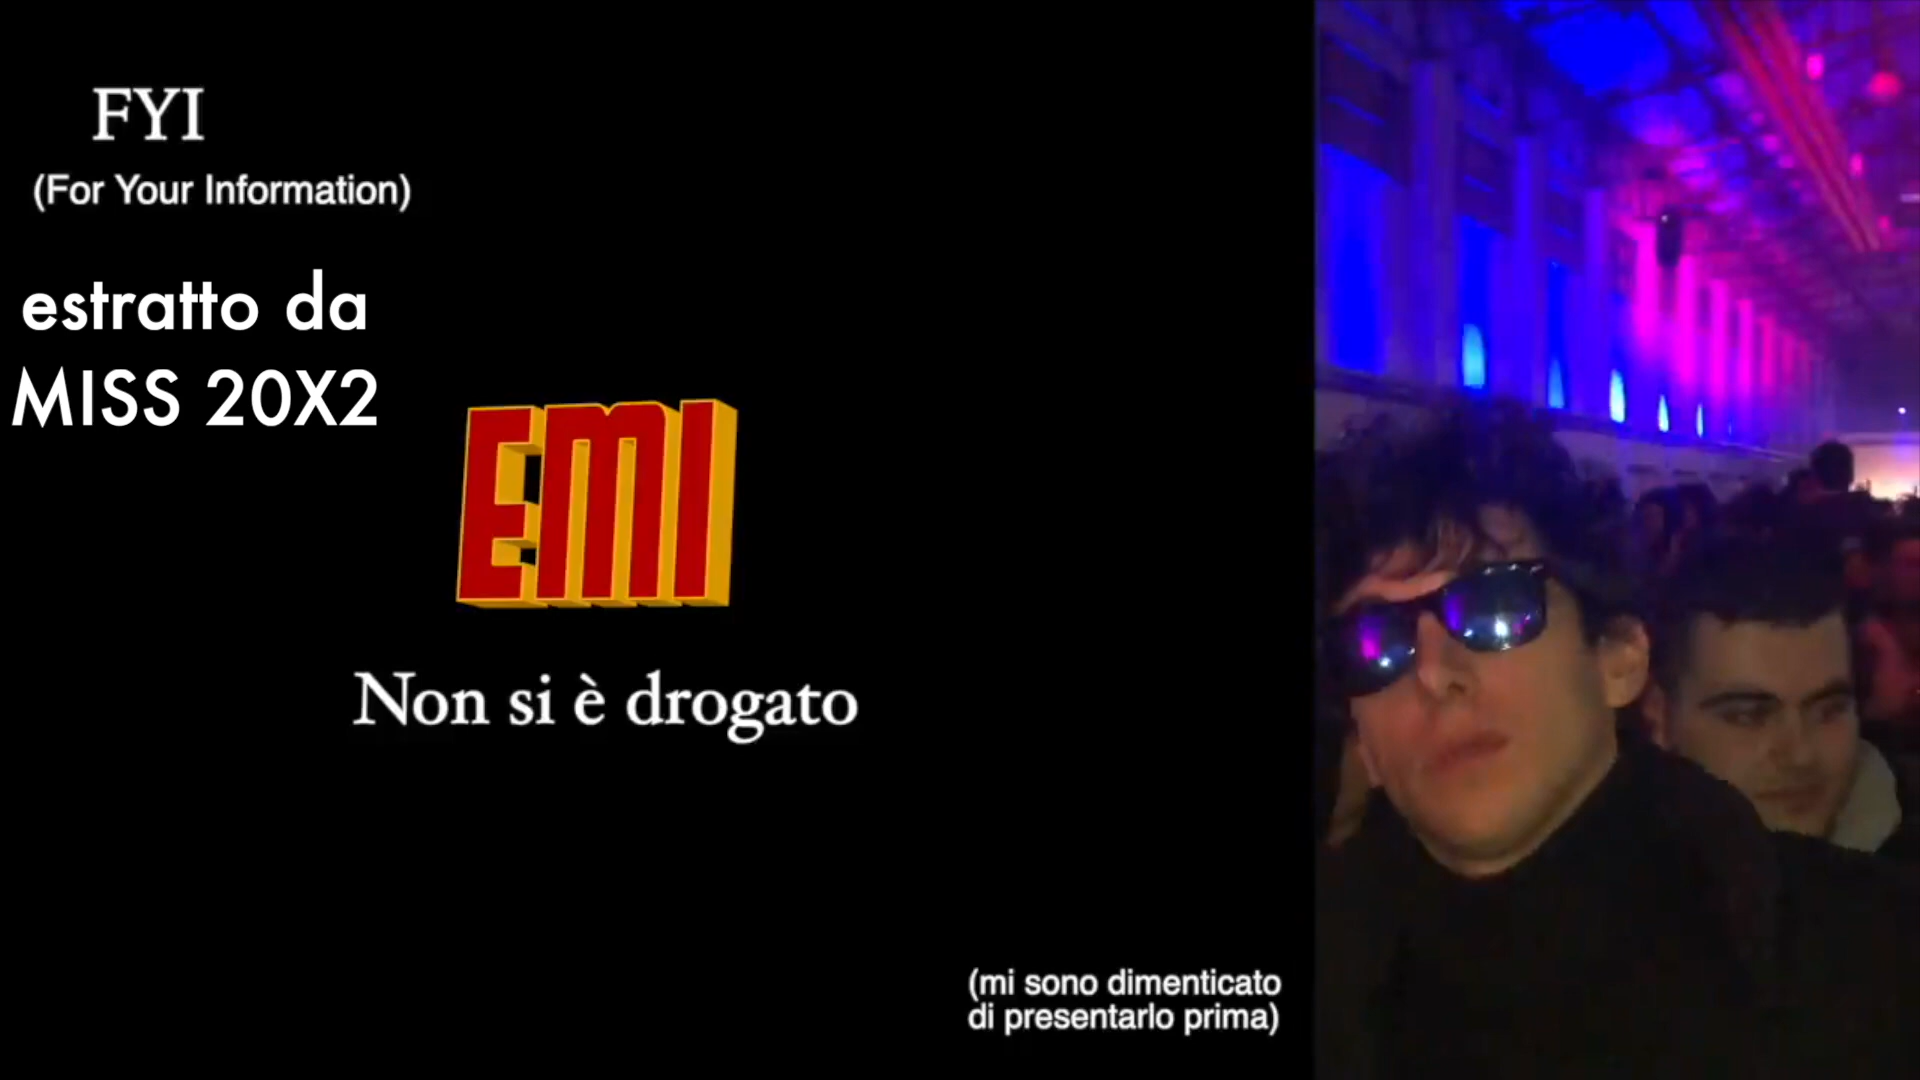 FYI
(For Your Information)
estratto da
MISS 20X2
EMI
Non si è drogato
(mi sono dimenticato
di presentarlo prima)